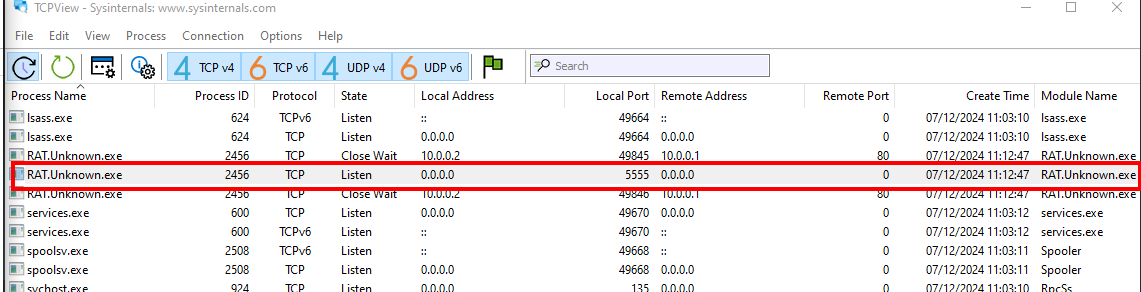 TCPView - Sysinternals: www.sysinternals.com
File Edit View Process Connection Options Help
4 TCP v4 6 TCP v6 4 UDP v4 6 UDP v6 Search
Process Name Process ID Protocol State Local Address Local Port Remote Address Remote Port Create Time Module Name
lsass.exe 624 TCPv6 Listen :: 49664 :: 0 07/12/2024 11:03:10 lsass.exe
lsass.exe 624 TCP Listen 0.0.0.0 49664 0.0.0.0 0 07/12/2024 11:03:10 lsass.exe
RAT.Unknown.exe 2456 TCP Close Wait 10.0.0.2 49845 10.0.0.1 80 07/12/2024 11:12:47 RAT.Unknown.exe
RAT.Unknown.exe 2456 TCP Listen 0.0.0.0 5555 0.0.0.0 0 07/12/2024 11:12:47 RAT.Unknown.exe
RAT.Unknown.exe 2456 TCP Close Wait 10.0.0.2 49846 10.0.0.1 80 07/12/2024 11:12:47 RAT.Unknown.exe
services.exe 600 TCP Listen 0.0.0.0 49670 0.0.0.0 0 07/12/2024 11:03:12 services.exe
services.exe 600 TCPv6 Listen :: 49670 :: 0 07/12/2024 11:03:12 services.exe
spoolsv.exe 2508 TCPv6 Listen :: 49668 :: 0 07/12/2024 11:03:11 Spooler
spoolsv.exe 2508 TCP Listen 0.0.0.0 49668 0.0.0.0 0 07/12/2024 11:03:11 Spooler
svchost.exe 924 TCP Listen 0.0.0.0 135 0.0.0.0 0 07/12/2024 11:03:10 RpcSs